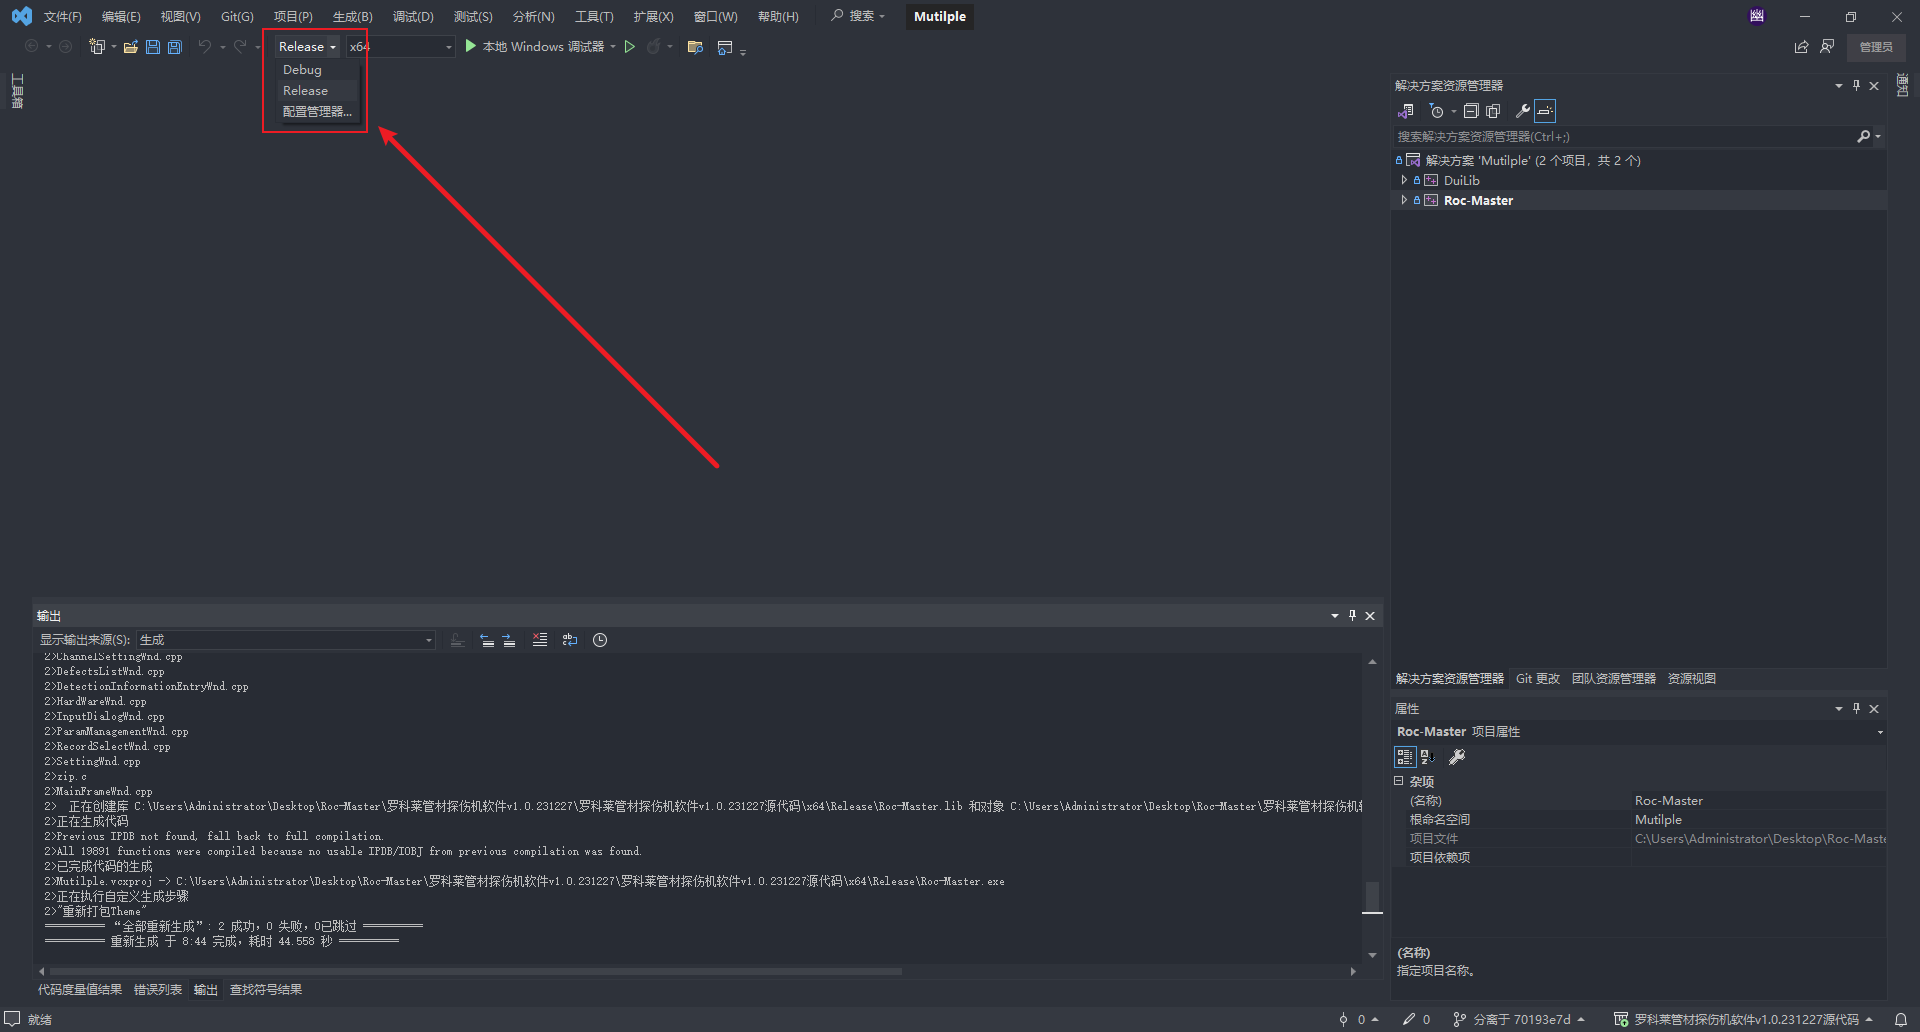 文件(F) 编辑(E) 视图(V) Git(G) 项目(P) 生成(B) 调试(D) 测试(S) 分析(N) 工具(T) 扩展(X) 窗口(W) 帮助(H) 搜索 Mutilple
Release x64 本地 Windows 调试器 管理员
Debug
Release
配置管理器...
工具箱
通知
解决方案资源管理器
搜索解决方案资源管理器(Ctrl+;)
解决方案 'Mutilple' (2 个项目，共 2 个)
DuiLib
Roc-Master
输出
显示输出来源(S): 生成
2>ChannelSettingWnd.cpp
2>DefectsListWnd.cpp
2>DetectionInformationEntryWnd.cpp
2>HardWareWnd.cpp
2>InputDialogWnd.cpp
2>ParamManagementWnd.cpp
2>RecordSelectWnd.cpp
2>SettingWnd.cpp
2>zip.c
2>MainFrameWnd.cpp
2> 正在创建库 C:\Users\Administrator\Desktop\Roc-Master\罗科莱管材探伤机软件v1.0.231227\罗科莱管材探伤机软件v1.0.231227源代码\x64\Release\Roc-Master.lib 和对象 C:\Users\Administrator\Desktop\Roc-Master\罗科莱管材探伤机
2>正在生成代码
2>Previous IPDB not found, fall back to full compilation.
2>All 19891 functions were compiled because no usable IPDB/IOBJ from previous compilation was found.
2>已完成代码的生成
2>Mutilple.vcxproj -> C:\Users\Administrator\Desktop\Roc-Master\罗科莱管材探伤机软件v1.0.231227\罗科莱管材探伤机软件v1.0.231227源代码\x64\Release\Roc-Master.exe
2>正在执行自定义生成步骤
2>"重新打包Theme"
========== “全部重新生成”: 2 成功，0 失败，0已跳过 ==========
========== 重新生成 于 8:44 完成，耗时 44.558 秒 ==========
代码度量值结果 错误列表 输出 查找符号结果
解决方案资源管理器 Git 更改 团队资源管理器 资源视图
属性
Roc-Master 项目属性
杂项
(名称) Roc-Master
根命名空间 Mutilple
项目文件 C:\Users\Administrator\Desktop\Roc-Maste
项目依赖项
(名称)
指定项目名称。
就绪 0 0 分离于 70193e7d 罗科莱管材探伤机软件v1.0.231227源代码